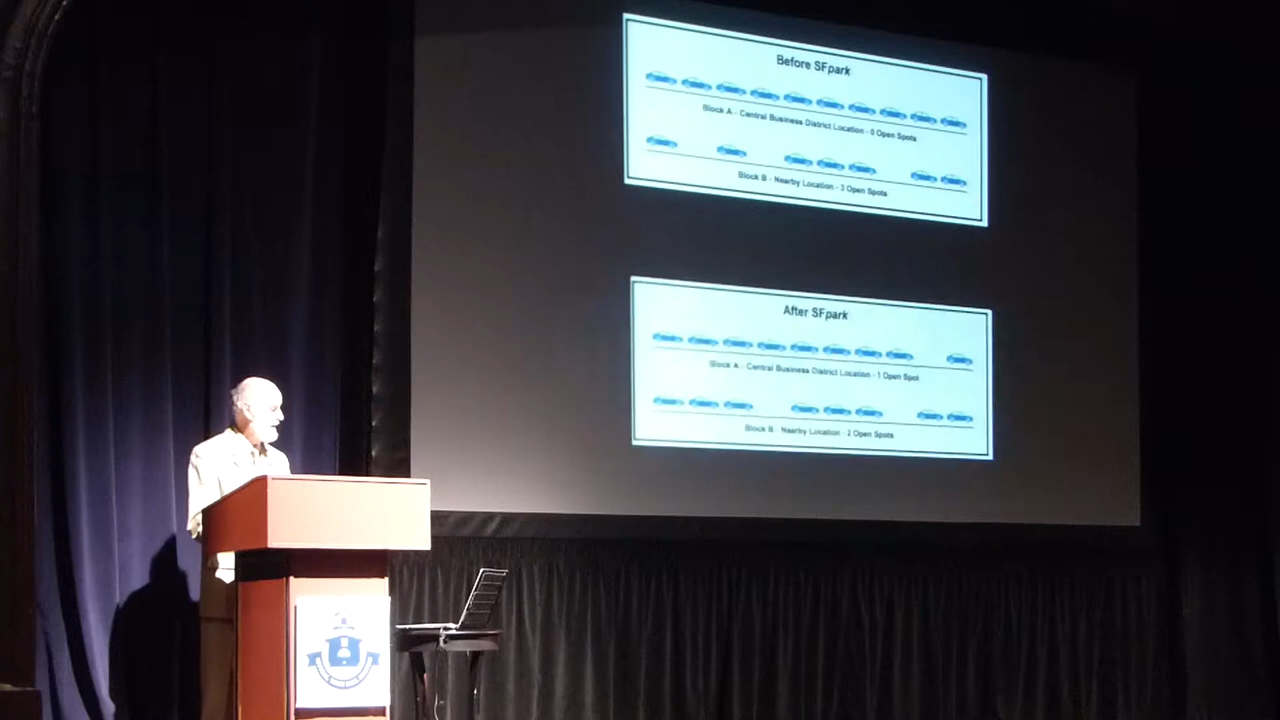 Before SFpark
Block A - Central Business District Location - 0 Open Spots
Block B - Nearby Location - 3 Open Spots
After SFpark
Block A - Central Business District Location - 1 Open Spot
Block B - Nearby Location - 2 Open Spots